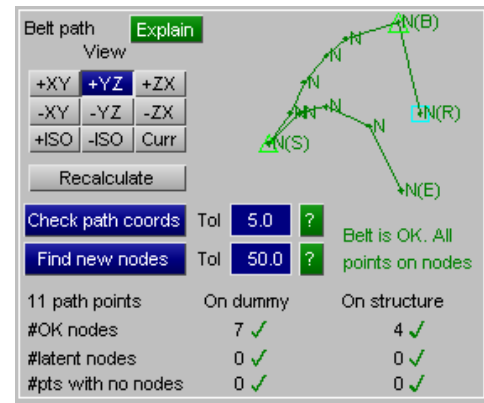 Belt path Explain
View
+XY +YZ +ZX
-XY -YZ -ZX
+ISO -ISO Curr
Recalculate
N(B)
N
N
N
N
N
N
N(R)
N
N(S)
N(E)
Check path coords Tol 5.0 ?
Find new nodes Tol 50.0 ?
Belt is OK. All
points on nodes
11 path points On dummy On structure
#OK nodes 7 ✓ 4 ✓
#latent nodes 0 ✓ 0 ✓
#pts with no nodes 0 ✓ 0 ✓